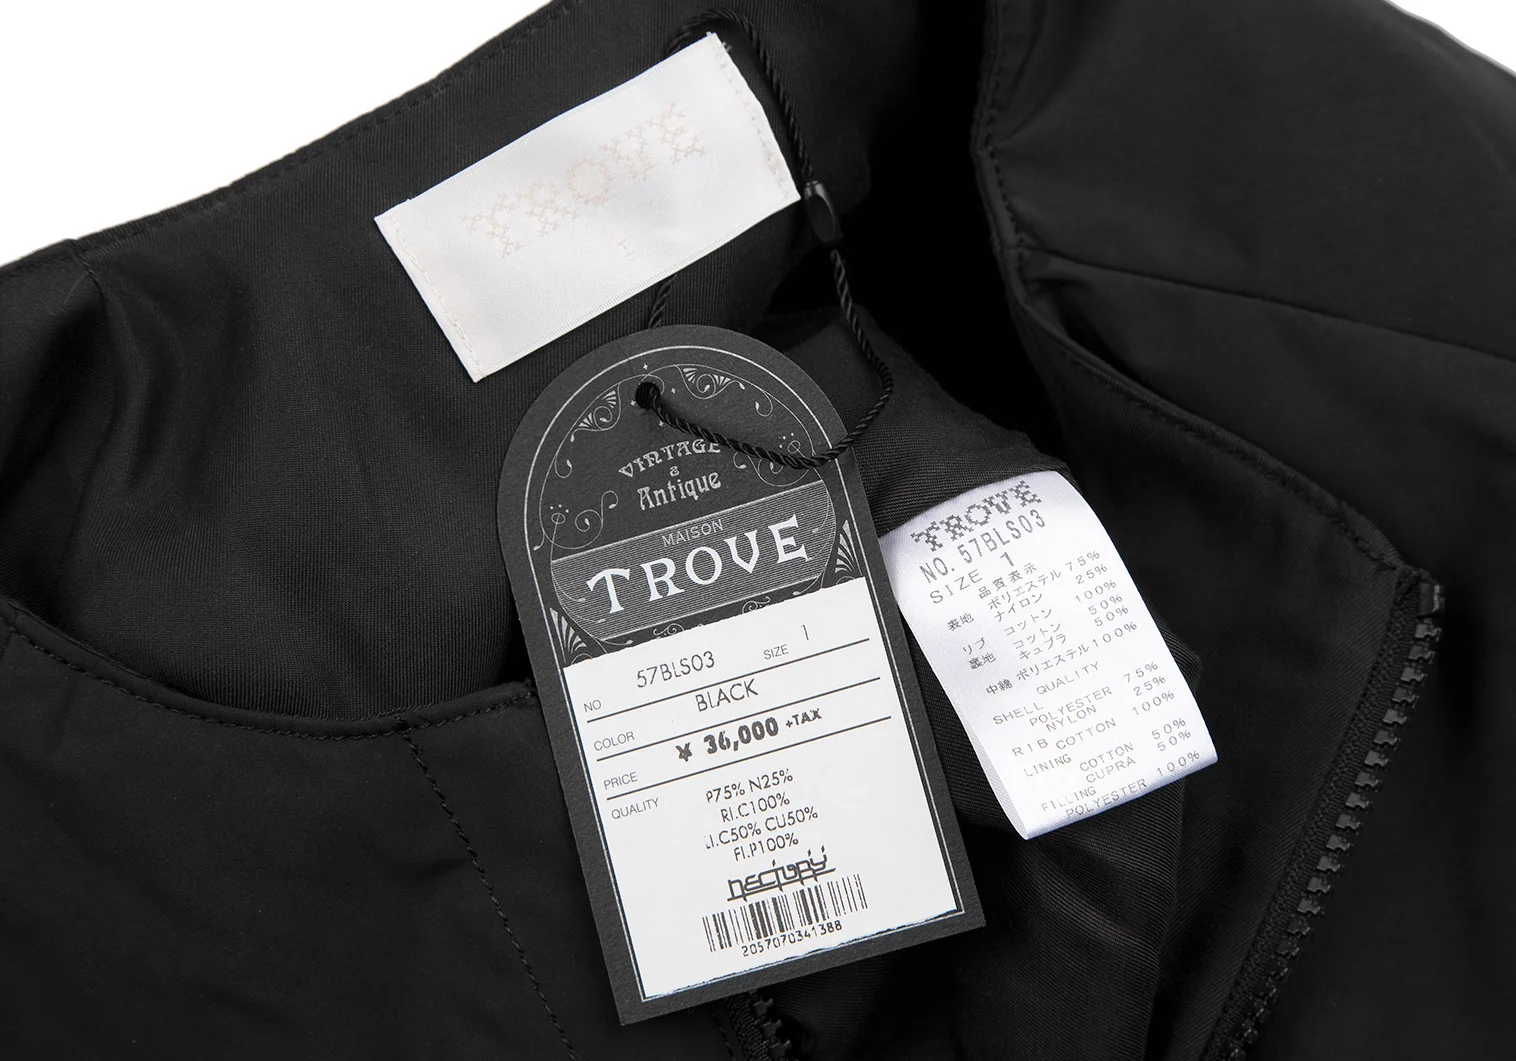 TROVE
1
VINTAGE
&
Antique
MAISON
TROVE
NO 57BLS03 SIZE 1
COLOR BLACK
PRICE ¥ 36,000 +TAX
QUALITY P75% N25%
RI.C100%
LI.C50% CU50%
FI.P100%
nectury
2057070341388
TROVE
NO. 57BLS03
SIZE 1
品質表示
表地 ポリエステル 75%
ナイロン 25%
リブ コットン 100%
裏地 コットン 50%
キュプラ 50%
中綿 ポリエステル100%
QUALITY
SHELL
POLYESTER 75%
NYLON 25%
RIB COTTON 100%
LINING COTTON 50%
CUPRA 50%
FILLING
POLYESTER 100%